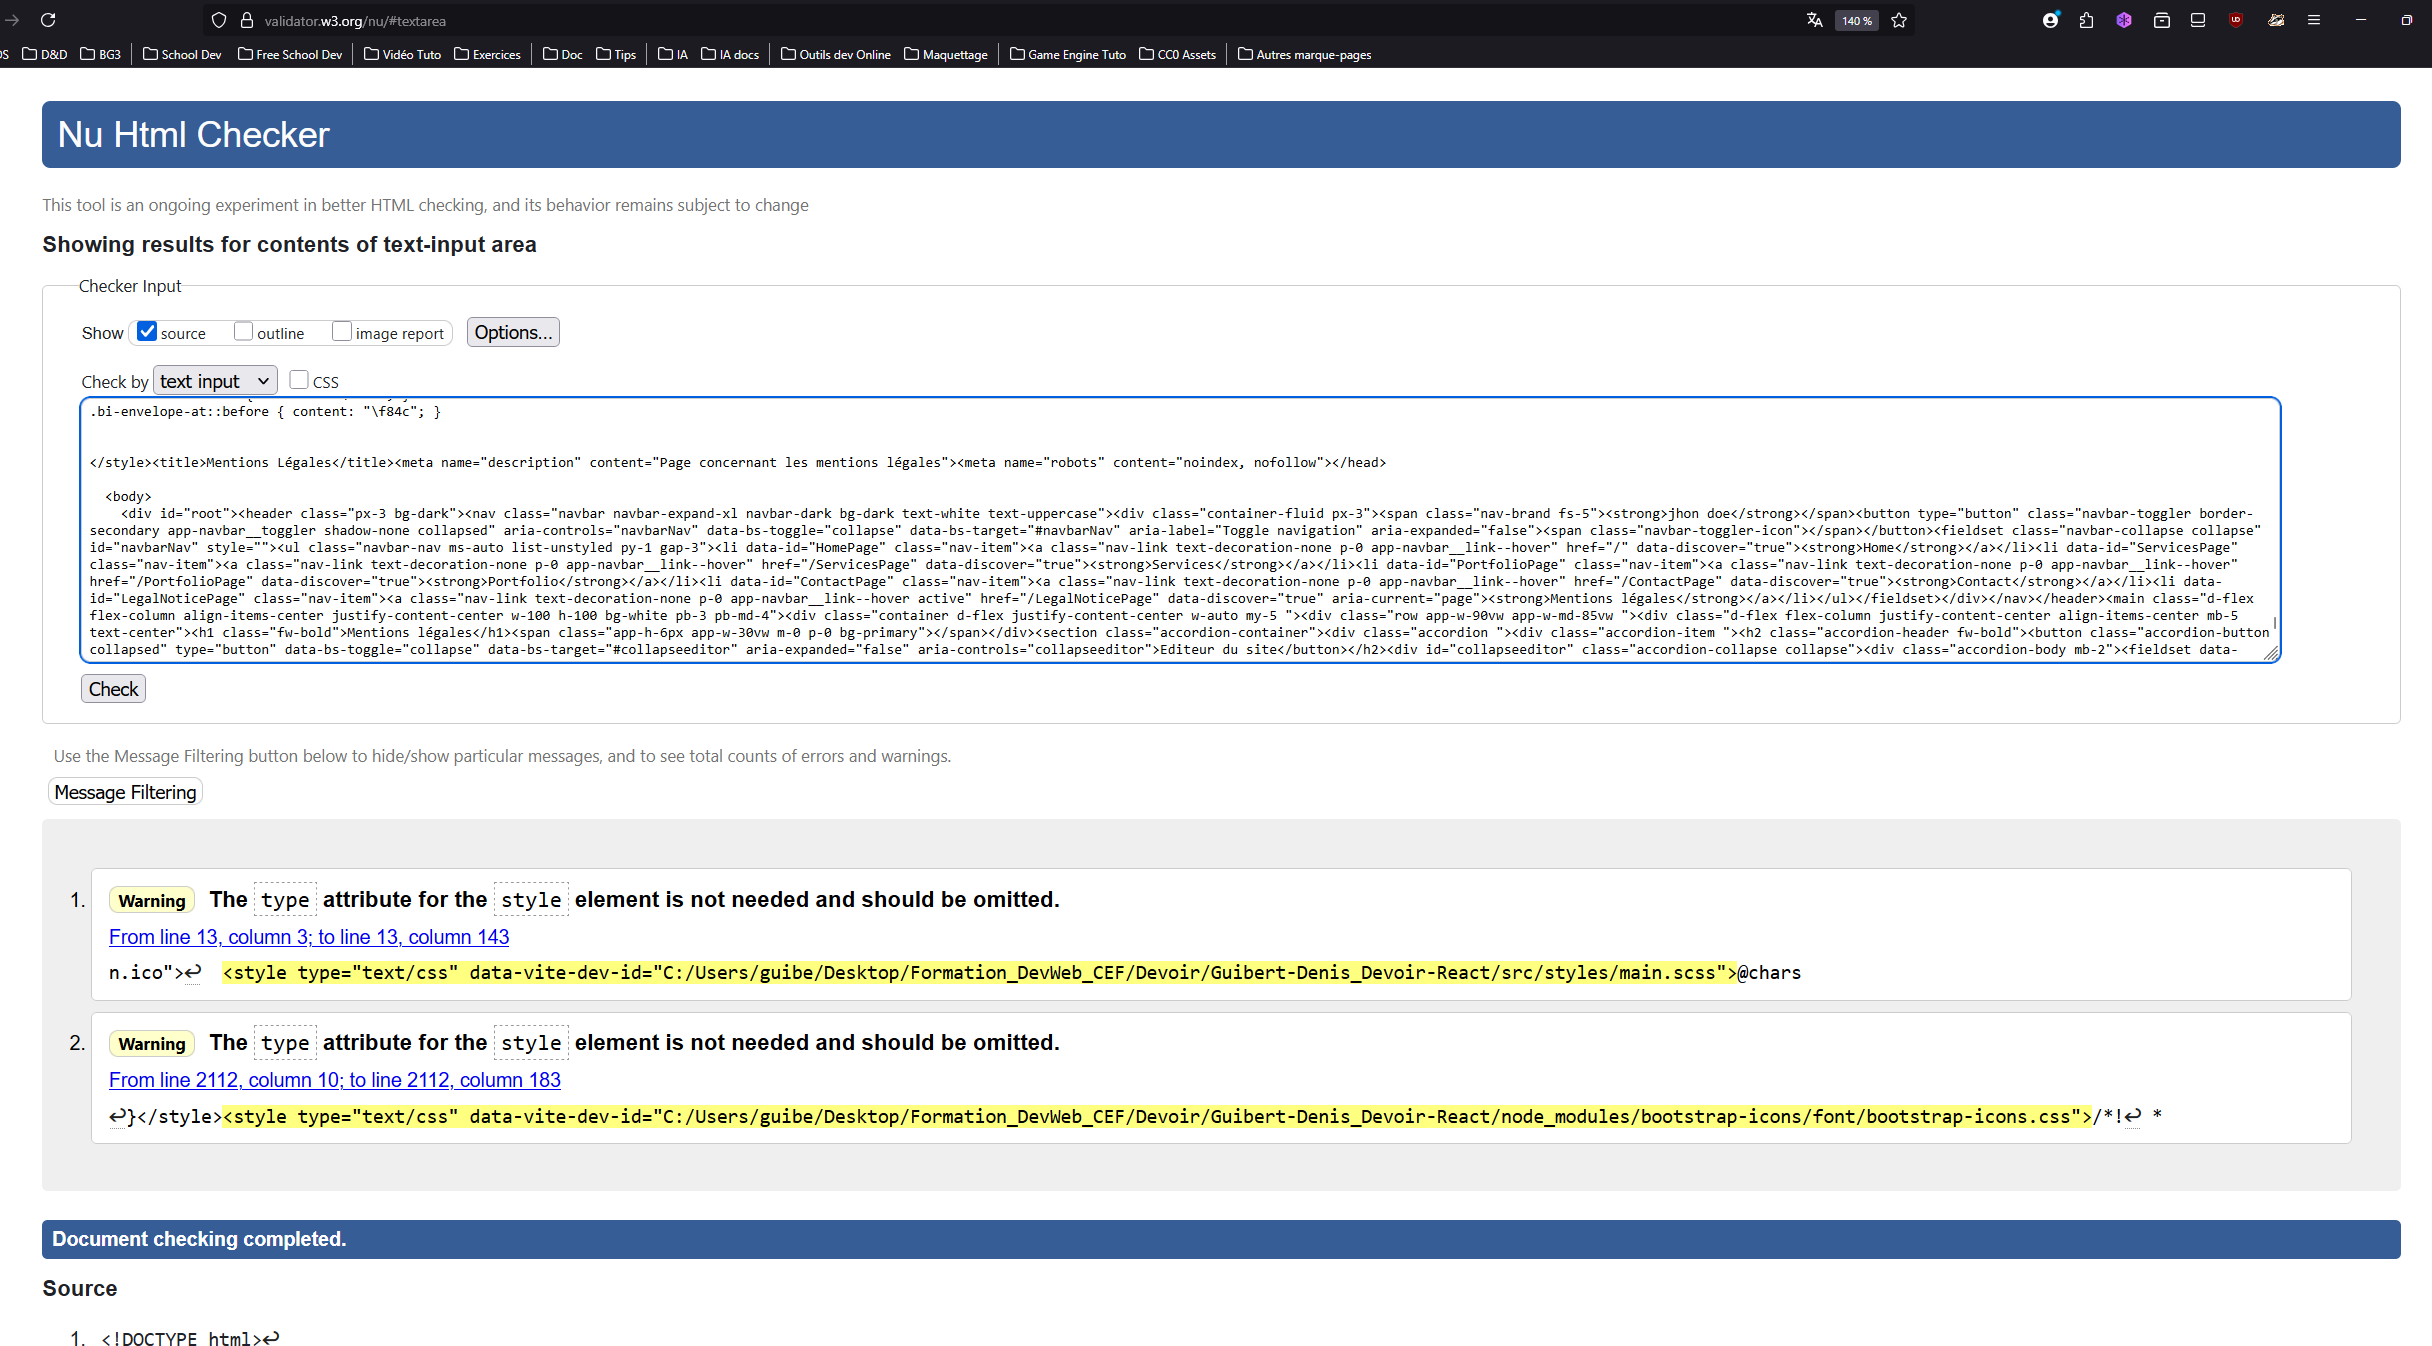 validator.w3.org/nu/#textarea
140 %
DS D&D BG3 School Dev Free School Dev Vidéo Tuto Exercices Doc Tips IA IA docs Outils dev Online Maquettage Game Engine Tuto CC0 Assets Autres marque-pages
Nu Html Checker
This tool is an ongoing experiment in better HTML checking, and its behavior remains subject to change
Showing results for contents of text-input area
Checker Input
Show source outline image report Options...
Check by text input CSS
.bi-envelope-at::before { content: "\f84c"; }
</style><title>Mentions Légales</title><meta name="description" content="Page concernant les mentions légales"><meta name="robots" content="noindex, nofollow"></head>
<body>
<div id="root"><header class="px-3 bg-dark"><nav class="navbar navbar-expand-xl navbar-dark bg-dark text-white text-uppercase"><div class="container-fluid px-3"><span class="nav-brand fs-5"><strong>jhon doe</strong></span><button type="button" class="navbar-toggler border-
secondary app-navbar__toggler shadow-none collapsed" aria-controls="navbarNav" data-bs-toggle="collapse" data-bs-target="#navbarNav" aria-label="Toggle navigation" aria-expanded="false"><span class="navbar-toggler-icon"></span></button><fieldset class="navbar-collapse collapse"
id="navbarNav" style=""><ul class="navbar-nav ms-auto list-unstyled py-1 gap-3"><li data-id="HomePage" class="nav-item"><a class="nav-link text-decoration-none p-0 app-navbar__link--hover" href="/" data-discover="true"><strong>Home</strong></a></li><li data-id="ServicesPage"
class="nav-item"><a class="nav-link text-decoration-none p-0 app-navbar__link--hover" href="/ServicesPage" data-discover="true"><strong>Services</strong></a></li><li data-id="PortfolioPage" class="nav-item"><a class="nav-link text-decoration-none p-0 app-navbar__link--hover"
href="/PortfolioPage" data-discover="true"><strong>Portfolio</strong></a></li><li data-id="ContactPage" class="nav-item"><a class="nav-link text-decoration-none p-0 app-navbar__link--hover" href="/ContactPage" data-discover="true"><strong>Contact</strong></a></li><li data-
id="LegalNoticePage" class="nav-item"><a class="nav-link text-decoration-none p-0 app-navbar__link--hover active" href="/LegalNoticePage" data-discover="true" aria-current="page"><strong>Mentions légales</strong></a></li></ul></fieldset></div></nav></header><main class="d-flex
flex-column align-items-center justify-content-center w-100 h-100 bg-white pb-3 pb-md-4"><div class="container d-flex justify-content-center w-auto my-5 "><div class="row app-w-90vw app-w-md-85vw "><div class="d-flex flex-column justify-content-center align-items-center mb-5
text-center"><h1 class="fw-bold">Mentions légales</h1><span class="app-h-6px app-w-30vw m-0 p-0 bg-primary"></span></div><section class="accordion-container"><div class="accordion "><div class="accordion-item "><h2 class="accordion-header fw-bold"><button class="accordion-button
collapsed" type="button" data-bs-toggle="collapse" data-bs-target="#collapseeditor" aria-expanded="false" aria-controls="collapseeditor">Editeur du site</button></h2><div id="collapseeditor" class="accordion-collapse collapse"><div class="accordion-body mb-2"><fieldset data-
Check
Use the Message Filtering button below to hide/show particular messages, and to see total counts of errors and warnings.
Message Filtering
1. Warning The type attribute for the style element is not needed and should be omitted.
From line 13, column 3; to line 13, column 143
n.ico">↩ <style type="text/css" data-vite-dev-id="C:/Users/guibe/Desktop/Formation_DevWeb_CEF/Devoir/Guibert-Denis_Devoir-React/src/styles/main.scss">@chars
2. Warning The type attribute for the style element is not needed and should be omitted.
From line 2112, column 10; to line 2112, column 183
↩}</style><style type="text/css" data-vite-dev-id="C:/Users/guibe/Desktop/Formation_DevWeb_CEF/Devoir/Guibert-Denis_Devoir-React/node_modules/bootstrap-icons/font/bootstrap-icons.css">/*!↩ *
Document checking completed.
Source
1. <!DOCTYPE html>↩